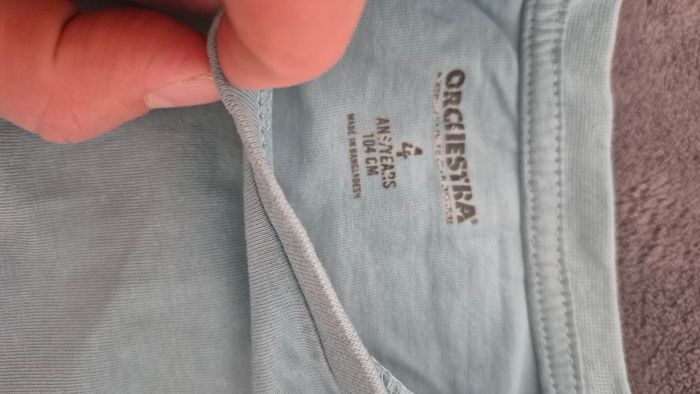 ORCHESTRA
4
ANS/YEARS
104 CM
MADE IN BANGLADESH